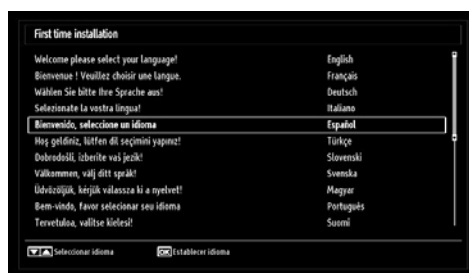 First time installation
Welcome please select your language! English
Bienvenue ! Veuillez choisir une langue. Français
Wählen Sie bitte Ihre Sprache aus! Deutsch
Selezionate la vostra lingua! Italiano
Bienvenido, seleccione un idioma Español
Hoş geldiniz, lütfen dil seçimini yapınız! Türkçe
Dobrodošli, izberite vaš jezik! Slovenski
Välkommen, välj ditt språk! Svenska
Üdvözöljük, kérjük válassza ki a nyelvet! Magyar
Bem-vindo, favor selecionar seu idioma Português
Tervetuloa, valitse kielesi! Suomi
Seleccionar idioma OK Establecer idioma